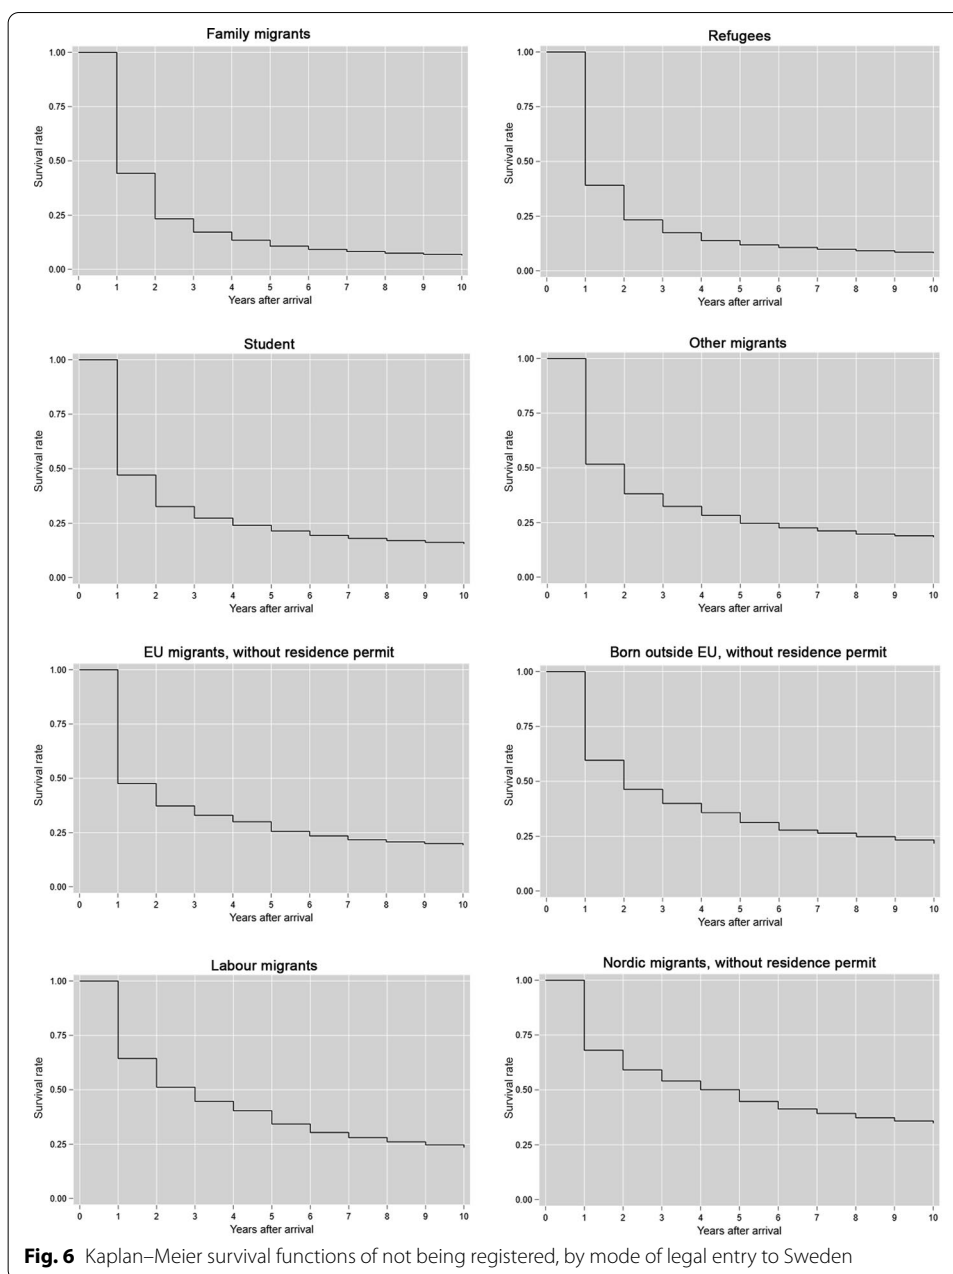 Family migrants
1.00
0.75
0.50
0.25
0.00
Survival rate
0 1 2 3 4 5 6 7 8 9 10
Years after arrival
Refugees
1.00
0.75
0.50
0.25
0.00
Survival rate
0 1 2 3 4 5 6 7 8 9 10
Years after arrival
Student
1.00
0.75
0.50
0.25
0.00
Survival rate
0 1 2 3 4 5 6 7 8 9 10
Years after arrival
Other migrants
1.00
0.75
0.50
0.25
0.00
Survival rate
0 1 2 3 4 5 6 7 8 9 10
Years after arrival
EU migrants, without residence permit
1.00
0.75
0.50
0.25
0.00
Survival rate
0 1 2 3 4 5 6 7 8 9 10
Years after arrival
Born outside EU, without residence permit
1.00
0.75
0.50
0.25
0.00
Survival rate
0 1 2 3 4 5 6 7 8 9 10
Years after arrival
Labour migrants
1.00
0.75
0.50
0.25
0.00
Survival rate
0 1 2 3 4 5 6 7 8 9 10
Years after arrival
Nordic migrants, without residence permit
1.00
0.75
0.50
0.25
0.00
Survival rate
0 1 2 3 4 5 6 7 8 9 10
Years after arrival
Fig. 6 Kaplan–Meier survival functions of not being registered, by mode of legal entry to Sweden